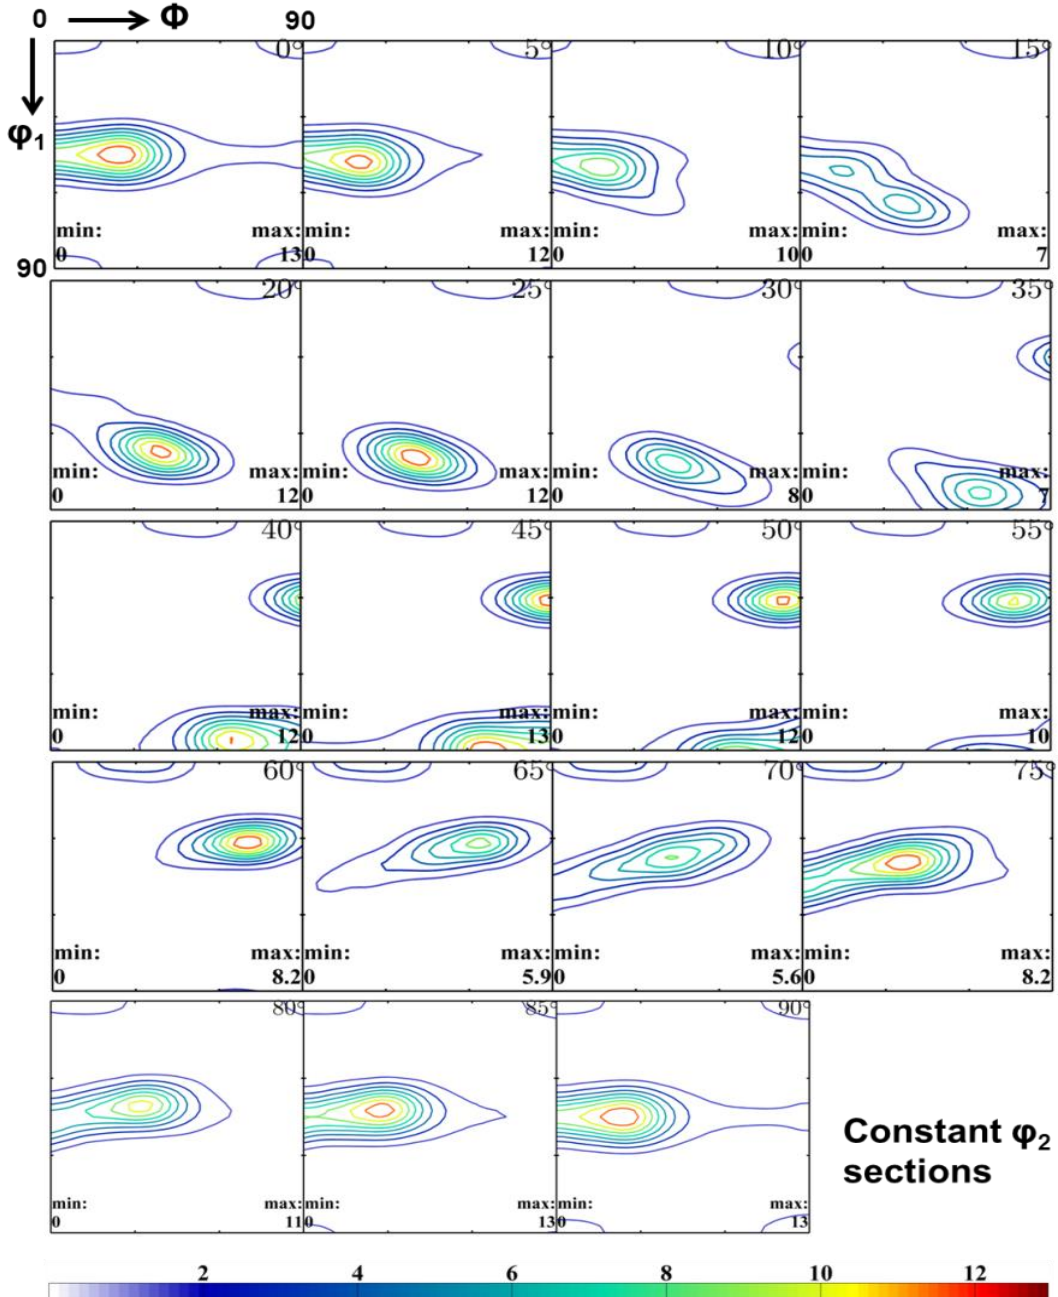 0 Φ 90
φ1
0° 5° 10° 15°
min: max: min: max: min: max: min: max:
0 13 0 12 0 10 0 7
90
20° 25° 30° 35°
min: max: min: max: min: max: min: max:
0 12 0 12 0 8 0 7
40° 45° 50° 55°
min: max: min: max: min: max: min: max:
0 12 0 13 0 12 0 10
60° 65° 70° 75°
min: max: min: max: min: max: min: max:
0 8.2 0 5.9 0 5.6 0 8.2
80° 85° 90°
min: max: min: max: min: max:
0 11 0 13 0 13
Constant φ2
sections
2 4 6 8 10 12